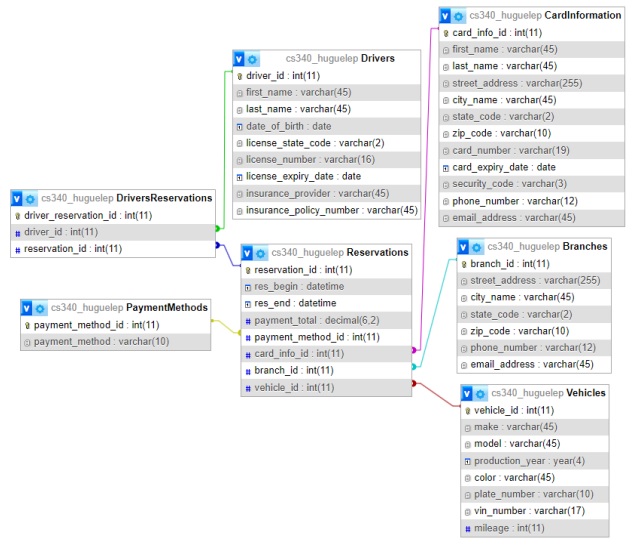 cs340_huguelep CardInformation
card_info_id : int(11)
first_name : varchar(45)
last_name : varchar(45)
street_address : varchar(255)
city_name : varchar(45)
state_code : varchar(2)
zip_code : varchar(10)
card_number : varchar(19)
card_expiry_date : date
security_code : varchar(3)
phone_number : varchar(12)
email_address : varchar(45)
cs340_huguelep Drivers
driver_id : int(11)
first_name : varchar(45)
last_name : varchar(45)
date_of_birth : date
license_state_code : varchar(2)
license_number : varchar(16)
license_expiry_date : date
insurance_provider : varchar(45)
insurance_policy_number : varchar(45)
cs340_huguelep DriversReservations
driver_reservation_id : int(11)
driver_id : int(11)
reservation_id : int(11)
cs340_huguelep Reservations
reservation_id : int(11)
res_begin : datetime
res_end : datetime
payment_total : decimal(6,2)
payment_method_id : int(11)
card_info_id : int(11)
branch_id : int(11)
vehicle_id : int(11)
cs340_huguelep Branches
branch_id : int(11)
street_address : varchar(255)
city_name : varchar(45)
state_code : varchar(2)
zip_code : varchar(10)
phone_number : varchar(12)
email_address : varchar(45)
cs340_huguelep PaymentMethods
payment_method_id : int(11)
payment_method : varchar(10)
cs340_huguelep Vehicles
vehicle_id : int(11)
make : varchar(45)
model : varchar(45)
production_year : year(4)
color : varchar(45)
plate_number : varchar(10)
vin_number : varchar(17)
mileage : int(11)